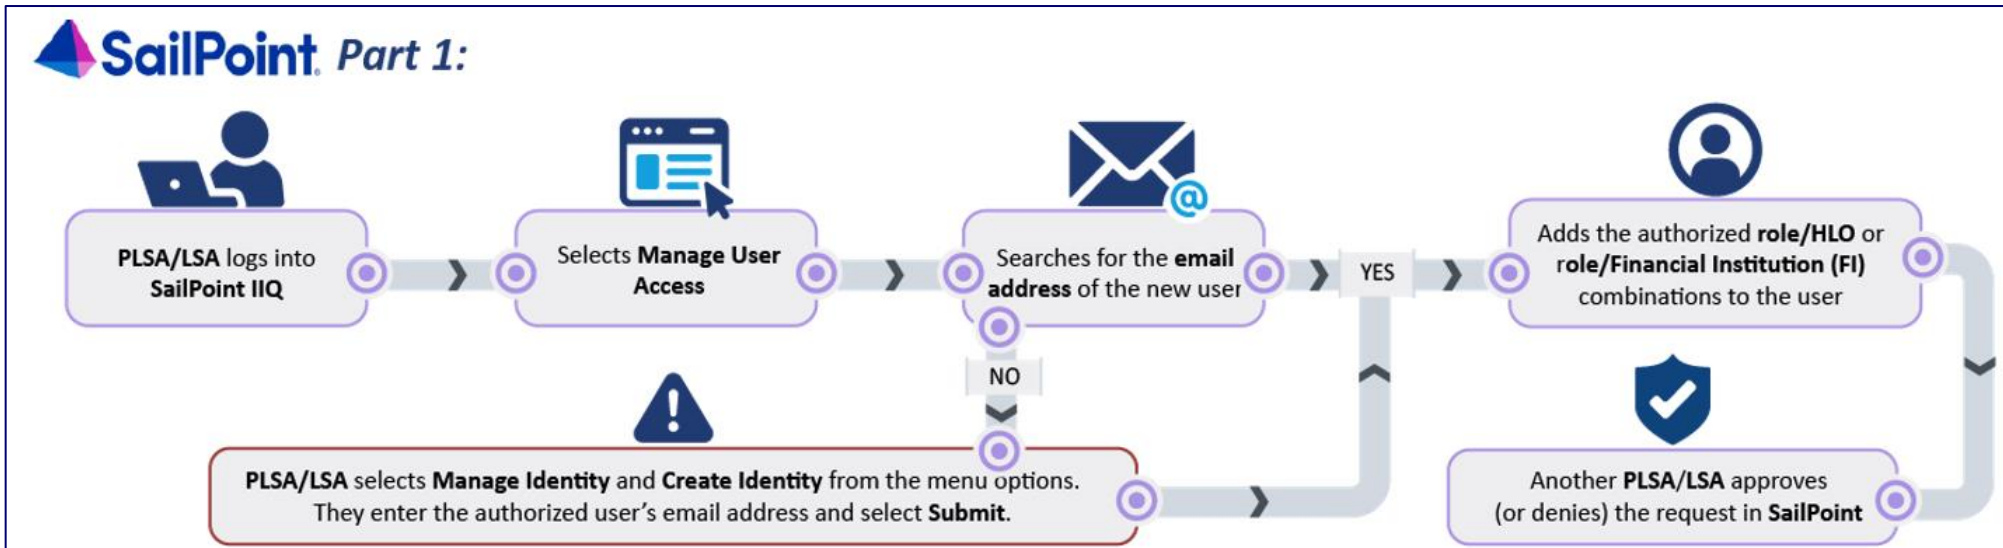 SailPoint® Part 1:
PLSA/LSA logs into
SailPoint IIQ
Selects Manage User
Access
@
Searches for the email
address of the new user
YES
Adds the authorized role/HLO or
role/Financial Institution (FI)
combinations to the user
NO
PLSA/LSA selects Manage Identity and Create Identity from the menu options.
They enter the authorized user’s email address and select Submit.
Another PLSA/LSA approves
(or denies) the request in SailPoint